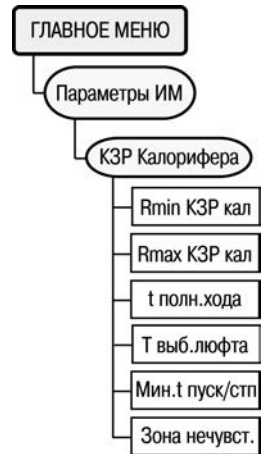 ГЛАВНОЕ МЕНЮ
Параметры ИМ
КЗР Калорифера
Rmin КЗР кал
Rmax КЗР кал
t полн.хода
T выб.люфта
Мин.t пуск/стп
Зона нечувст.